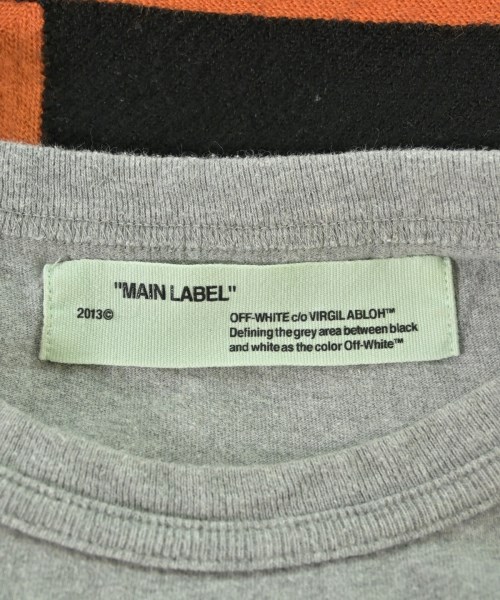 "MAIN LABEL"
2013©
OFF-WHITE c/o VIRGIL ABLOH™
Defining the grey area between black
and white as the color Off-White™